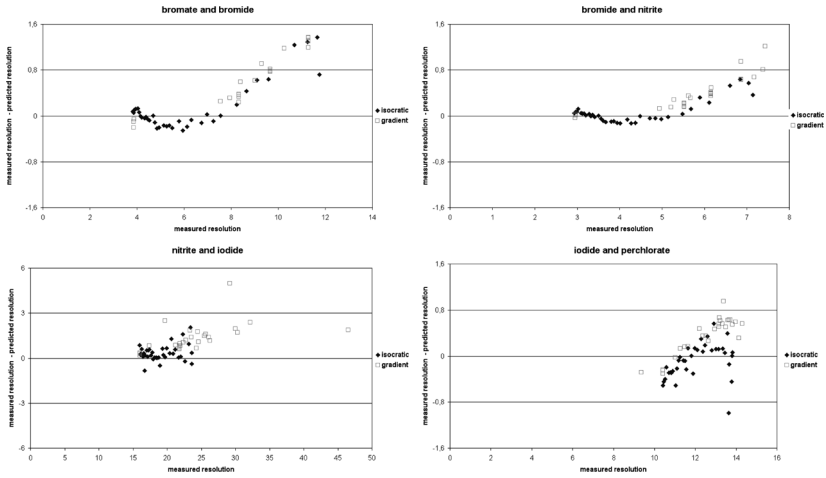 bromate and bromide
measured resolution - predicted resolution
1,6
0,8
0
-0,8
-1,6
0 2 4 6 8 10 12 14
measured resolution
isocratic
gradient
bromide and nitrite
measured resolution - predicted resolution
1,6
0,8
0
-0,8
-1,6
0 1 2 3 4 5 6 7 8
measured resolution
isocratic
gradient
nitrite and iodide
measured resolution - predicted resolution
6
3
0
-3
-6
0 5 10 15 20 25 30 35 40 45 50
measured resolution
isocratic
gradient
iodide and perchlorate
measured resolution - predicted resolution
1,6
0,8
0
-0,8
-1,6
0 2 4 6 8 10 12 14 16
measured resolution
isocratic
gradient